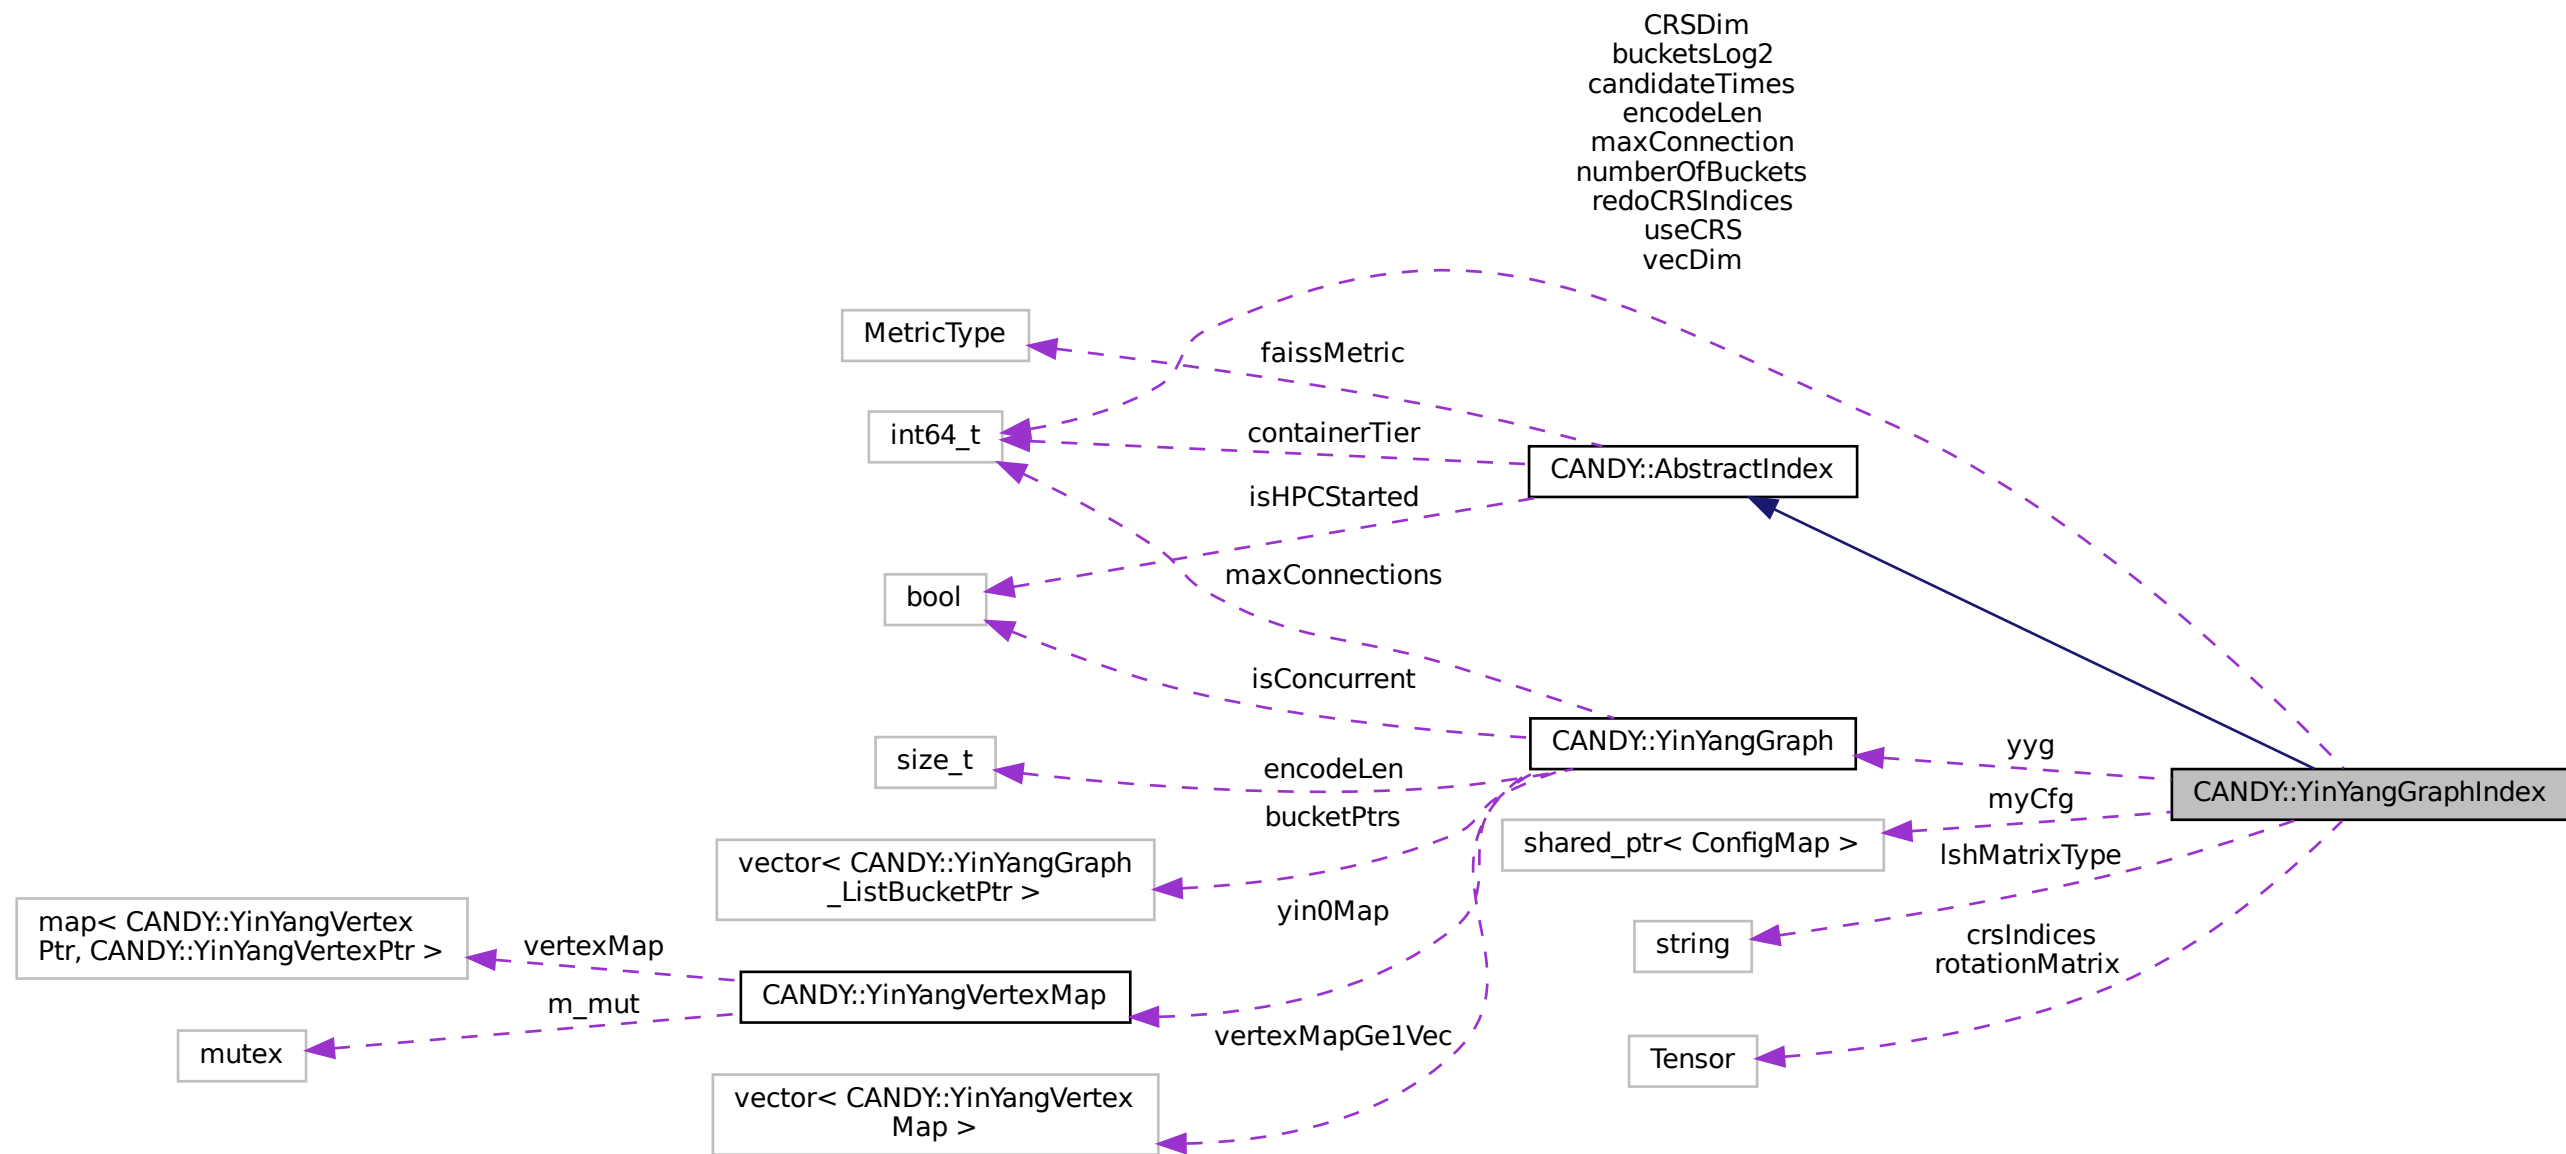 CRSDim
bucketsLog2
candidateTimes
encodeLen
maxConnection
numberOfBuckets
redoCRSIndices
useCRS
vecDim
MetricType
faissMetric
int64_t
containerTier
CANDY::AbstractIndex
isHPCStarted
bool
maxConnections
isConcurrent
CANDY::YinYangGraph
yyg
size_t
encodeLen
CANDY::YinYangGraphIndex
myCfg
bucketPtrs
shared_ptr< ConfigMap >
lshMatrixType
vector< CANDY::YinYangGraph
_ListBucketPtr >
yin0Map
map< CANDY::YinYangVertex
Ptr, CANDY::YinYangVertexPtr >
vertexMap
string
crsIndices
rotationMatrix
CANDY::YinYangVertexMap
m_mut
mutex
vertexMapGe1Vec
Tensor
vector< CANDY::YinYangVertex
Map >